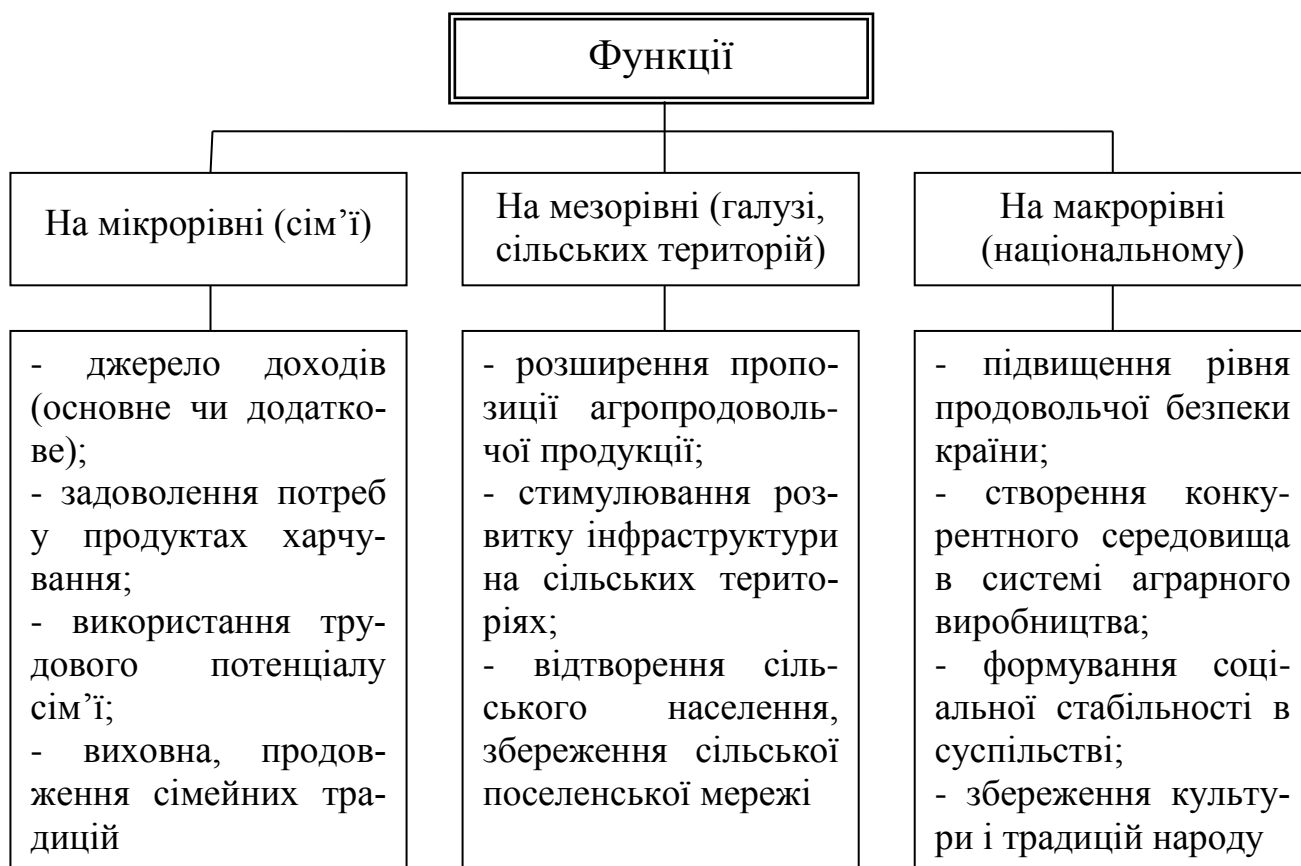 Функції
На мікрорівні (сім’ї)
На мезорівні (галузі,
сільських територій)
На макрорівні
(національному)
- джерело доходів
(основне чи додатко-
ве);
- задоволення потреб
у продуктах харчу-
вання;
- використання тру-
дового потенціалу
сім’ї;
- виховна, продов-
ження сімейних тра-
дицій
- розширення пропо-
зиції агропродоволь-
чої продукції;
- стимулювання роз-
витку інфраструктури
на сільських терито-
ріях;
- відтворення сіль-
ського населення,
збереження сільської
поселенської мережі
- підвищення рівня
продовольчої безпеки
країни;
- створення конку-
рентного середовища
в системі аграрного
виробництва;
- формування соці-
альної стабільності в
суспільстві;
- збереження культу-
ри і традицій народу